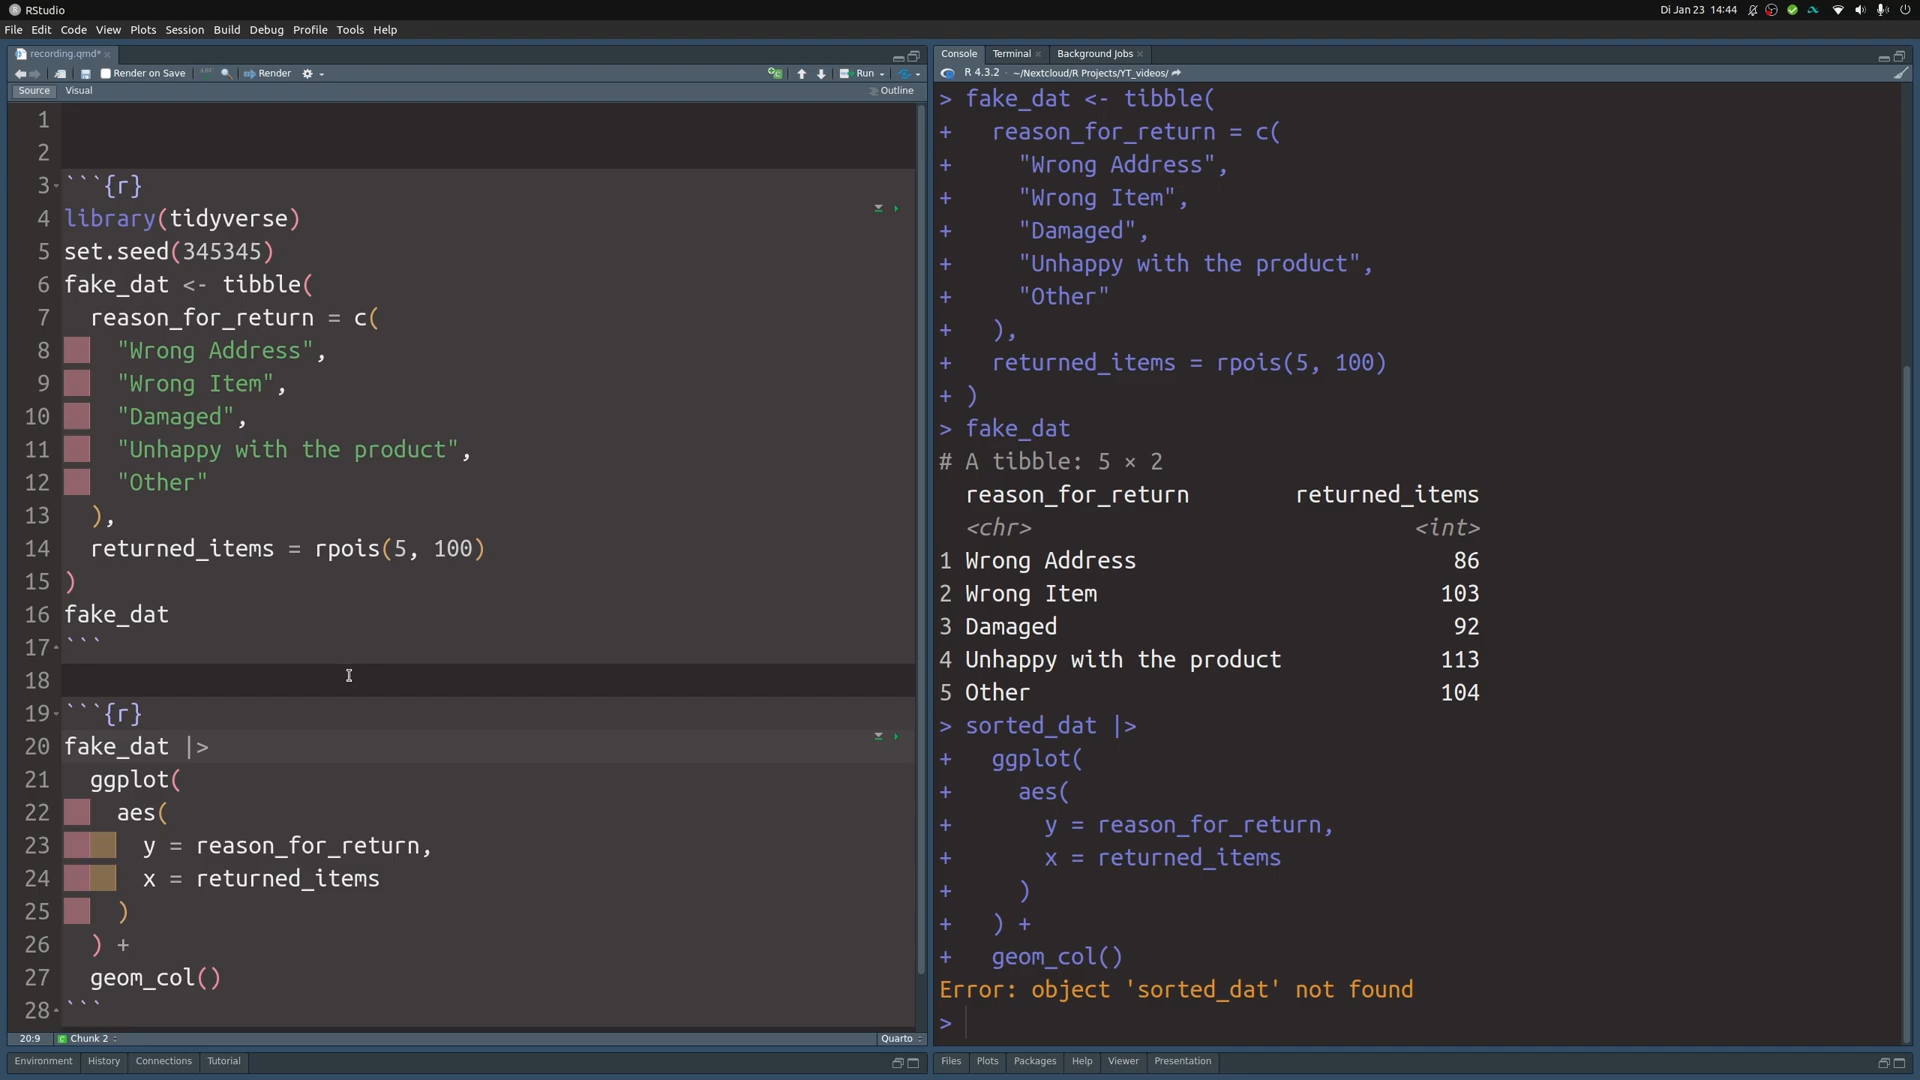 RStudio
Di Jan 23 14:44
File Edit Code View Plots Session Build Debug Profile Tools Help
recording.qmd*
Render on Save Render Run
Source Visual Outline
1
2
3 ```{r}
4 library(tidyverse)
5 set.seed(345345)
6 fake_dat <- tibble(
7 reason_for_return = c(
8 "Wrong Address",
9 "Wrong Item",
10 "Damaged",
11 "Unhappy with the product",
12 "Other"
13 ),
14 returned_items = rpois(5, 100)
15 )
16 fake_dat
17 ```
18
19 ```{r}
20 fake_dat |>
21 ggplot(
22 aes(
23 y = reason_for_return,
24 x = returned_items
25 )
26 ) +
27 geom_col()
28 ```
20:9 Chunk 2 Quarto
Environment History Connections Tutorial
Console Terminal Background Jobs
R 4.3.2 · ~/Nextcloud/R Projects/YT_videos/
> fake_dat <- tibble(
+ reason_for_return = c(
+ "Wrong Address",
+ "Wrong Item",
+ "Damaged",
+ "Unhappy with the product",
+ "Other"
+ ),
+ returned_items = rpois(5, 100)
+ )
> fake_dat
# A tibble: 5 × 2
reason_for_return returned_items
<chr> <int>
1 Wrong Address 86
2 Wrong Item 103
3 Damaged 92
4 Unhappy with the product 113
5 Other 104
> sorted_dat |>
+ ggplot(
+ aes(
+ y = reason_for_return,
+ x = returned_items
+ )
+ ) +
+ geom_col()
Error: object 'sorted_dat' not found
>
Files Plots Packages Help Viewer Presentation